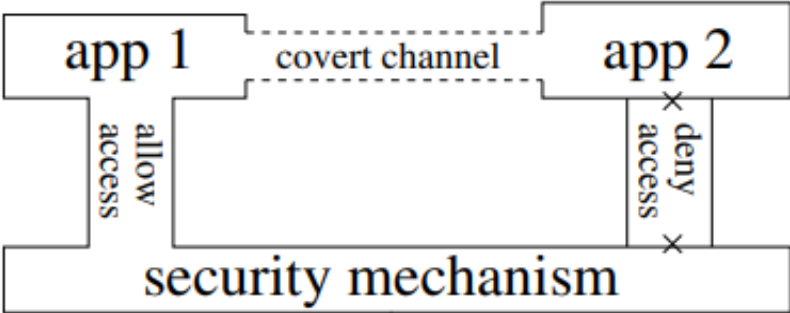 app 1
covert channel
app 2
allow
access
deny
access
security mechanism